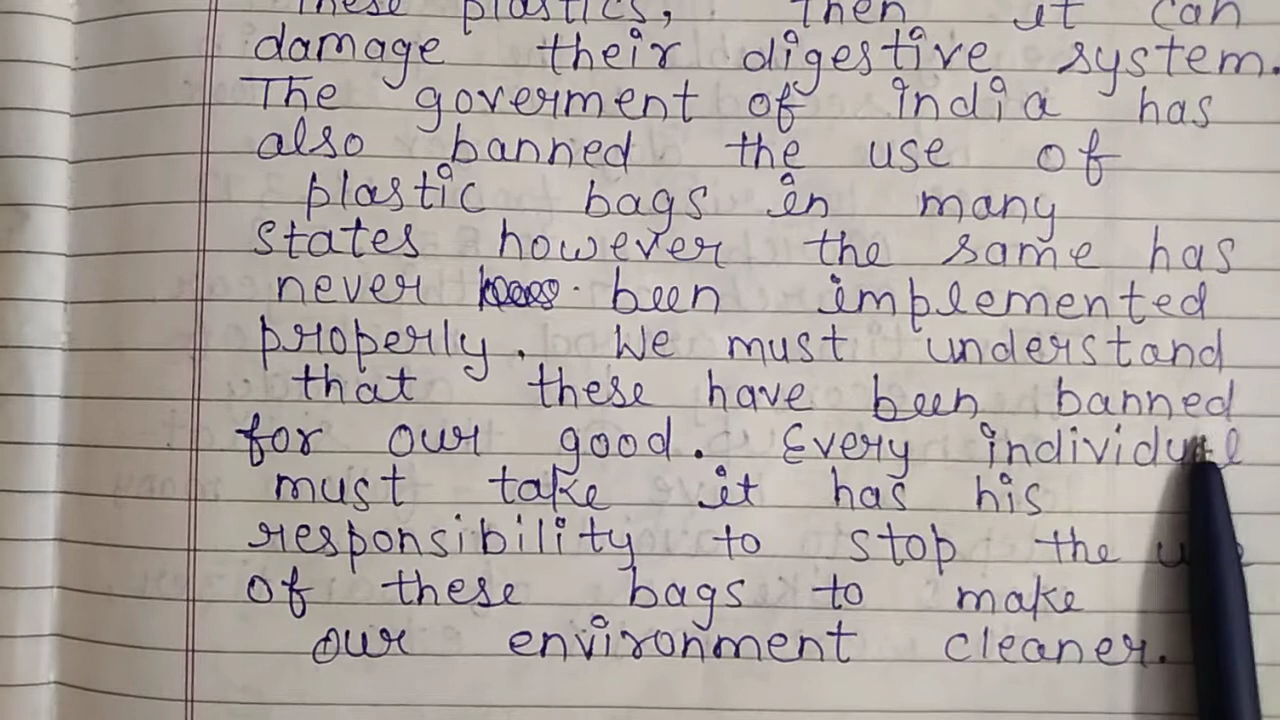 these plastics, then it can
damage their digestive system.
The goverment of india has
also banned the use of
plastic bags in many
states however the same has
never been implemented
properly. We must understand
that these have been banned
for our good. Every
must take it has his
responsibility to stop the
of these bags to make
our environment cleaner.